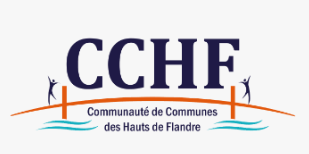 CCHF
Communauté de Communes
des Hauts de Flandre